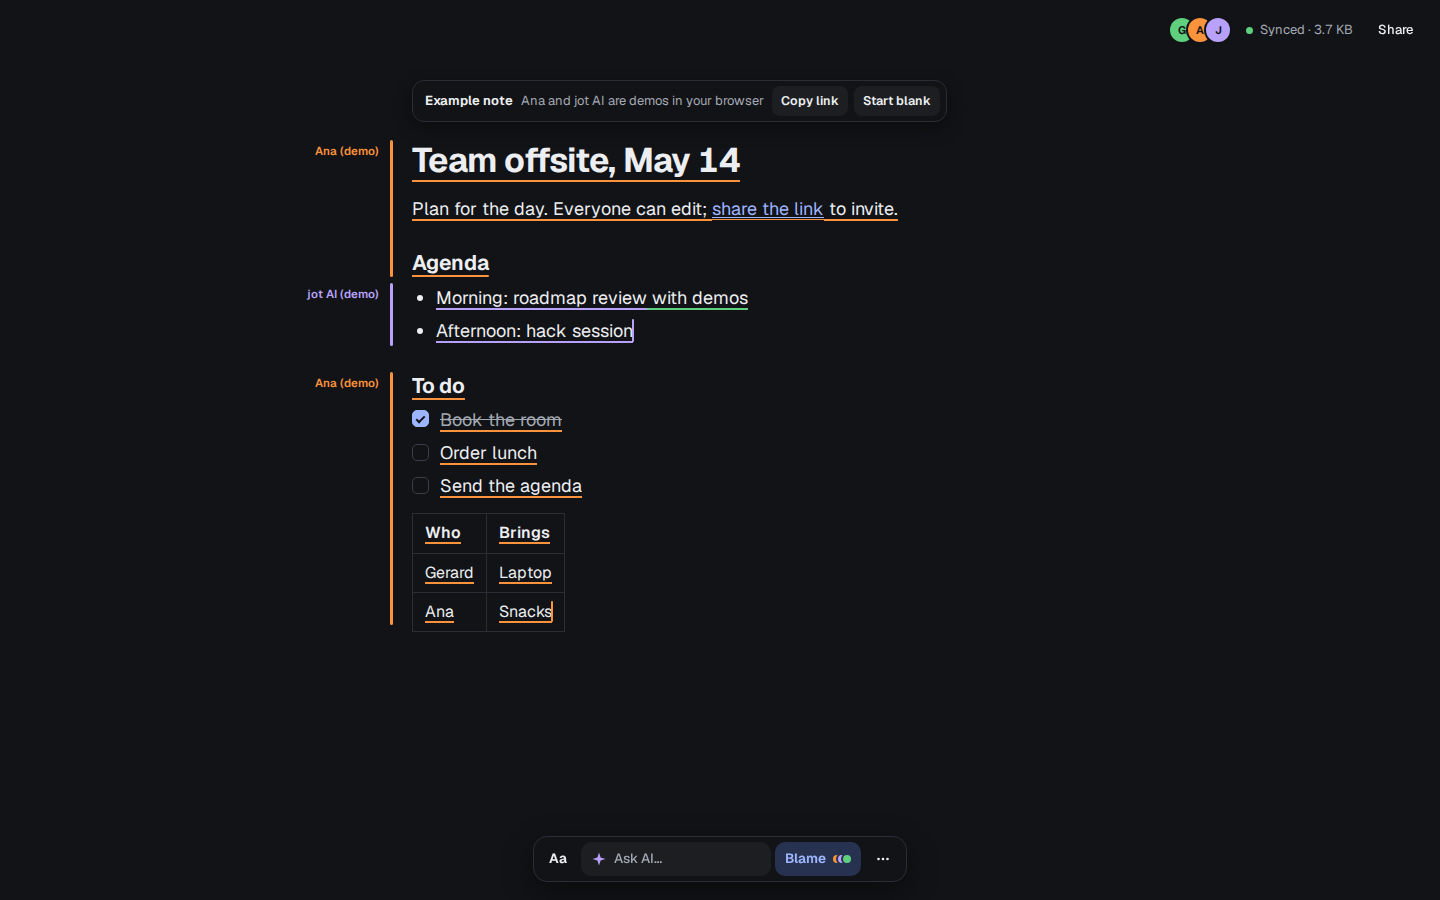 G A J Synced · 3.7 KB Share
Example note Ana and jot AI are demos in your browser Copy link Start blank
Ana (demo) Team offsite, May 14
Plan for the day. Everyone can edit; share the link to invite.
Agenda
jot AI (demo) Morning: roadmap review with demos
Afternoon: hack session
Ana (demo) To do
Book the room
Order lunch
Send the agenda
Who Brings
Gerard Laptop
Ana Snacks
Aa Ask AI... Blame ···